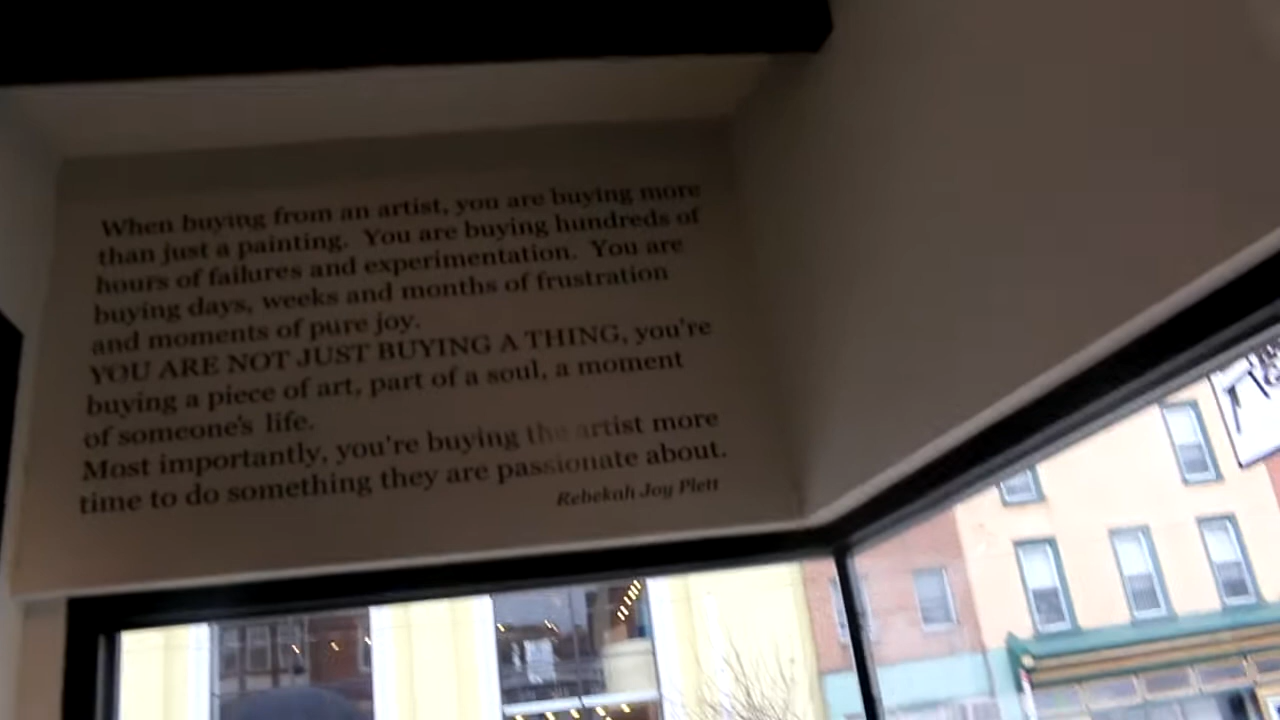 When buying from an artist, you are buying more
than just a painting. You are buying hundreds of
hours of failures and experimentation. You are
buying days, weeks and months of frustration
and moments of pure joy.
YOU ARE NOT JUST BUYING A THING, you're
buying a piece of art, part of a soul, a moment
of someone's life.
Most importantly, you're buying the artist more
time to do something they are passionate about.
Rebekah Joy Plett